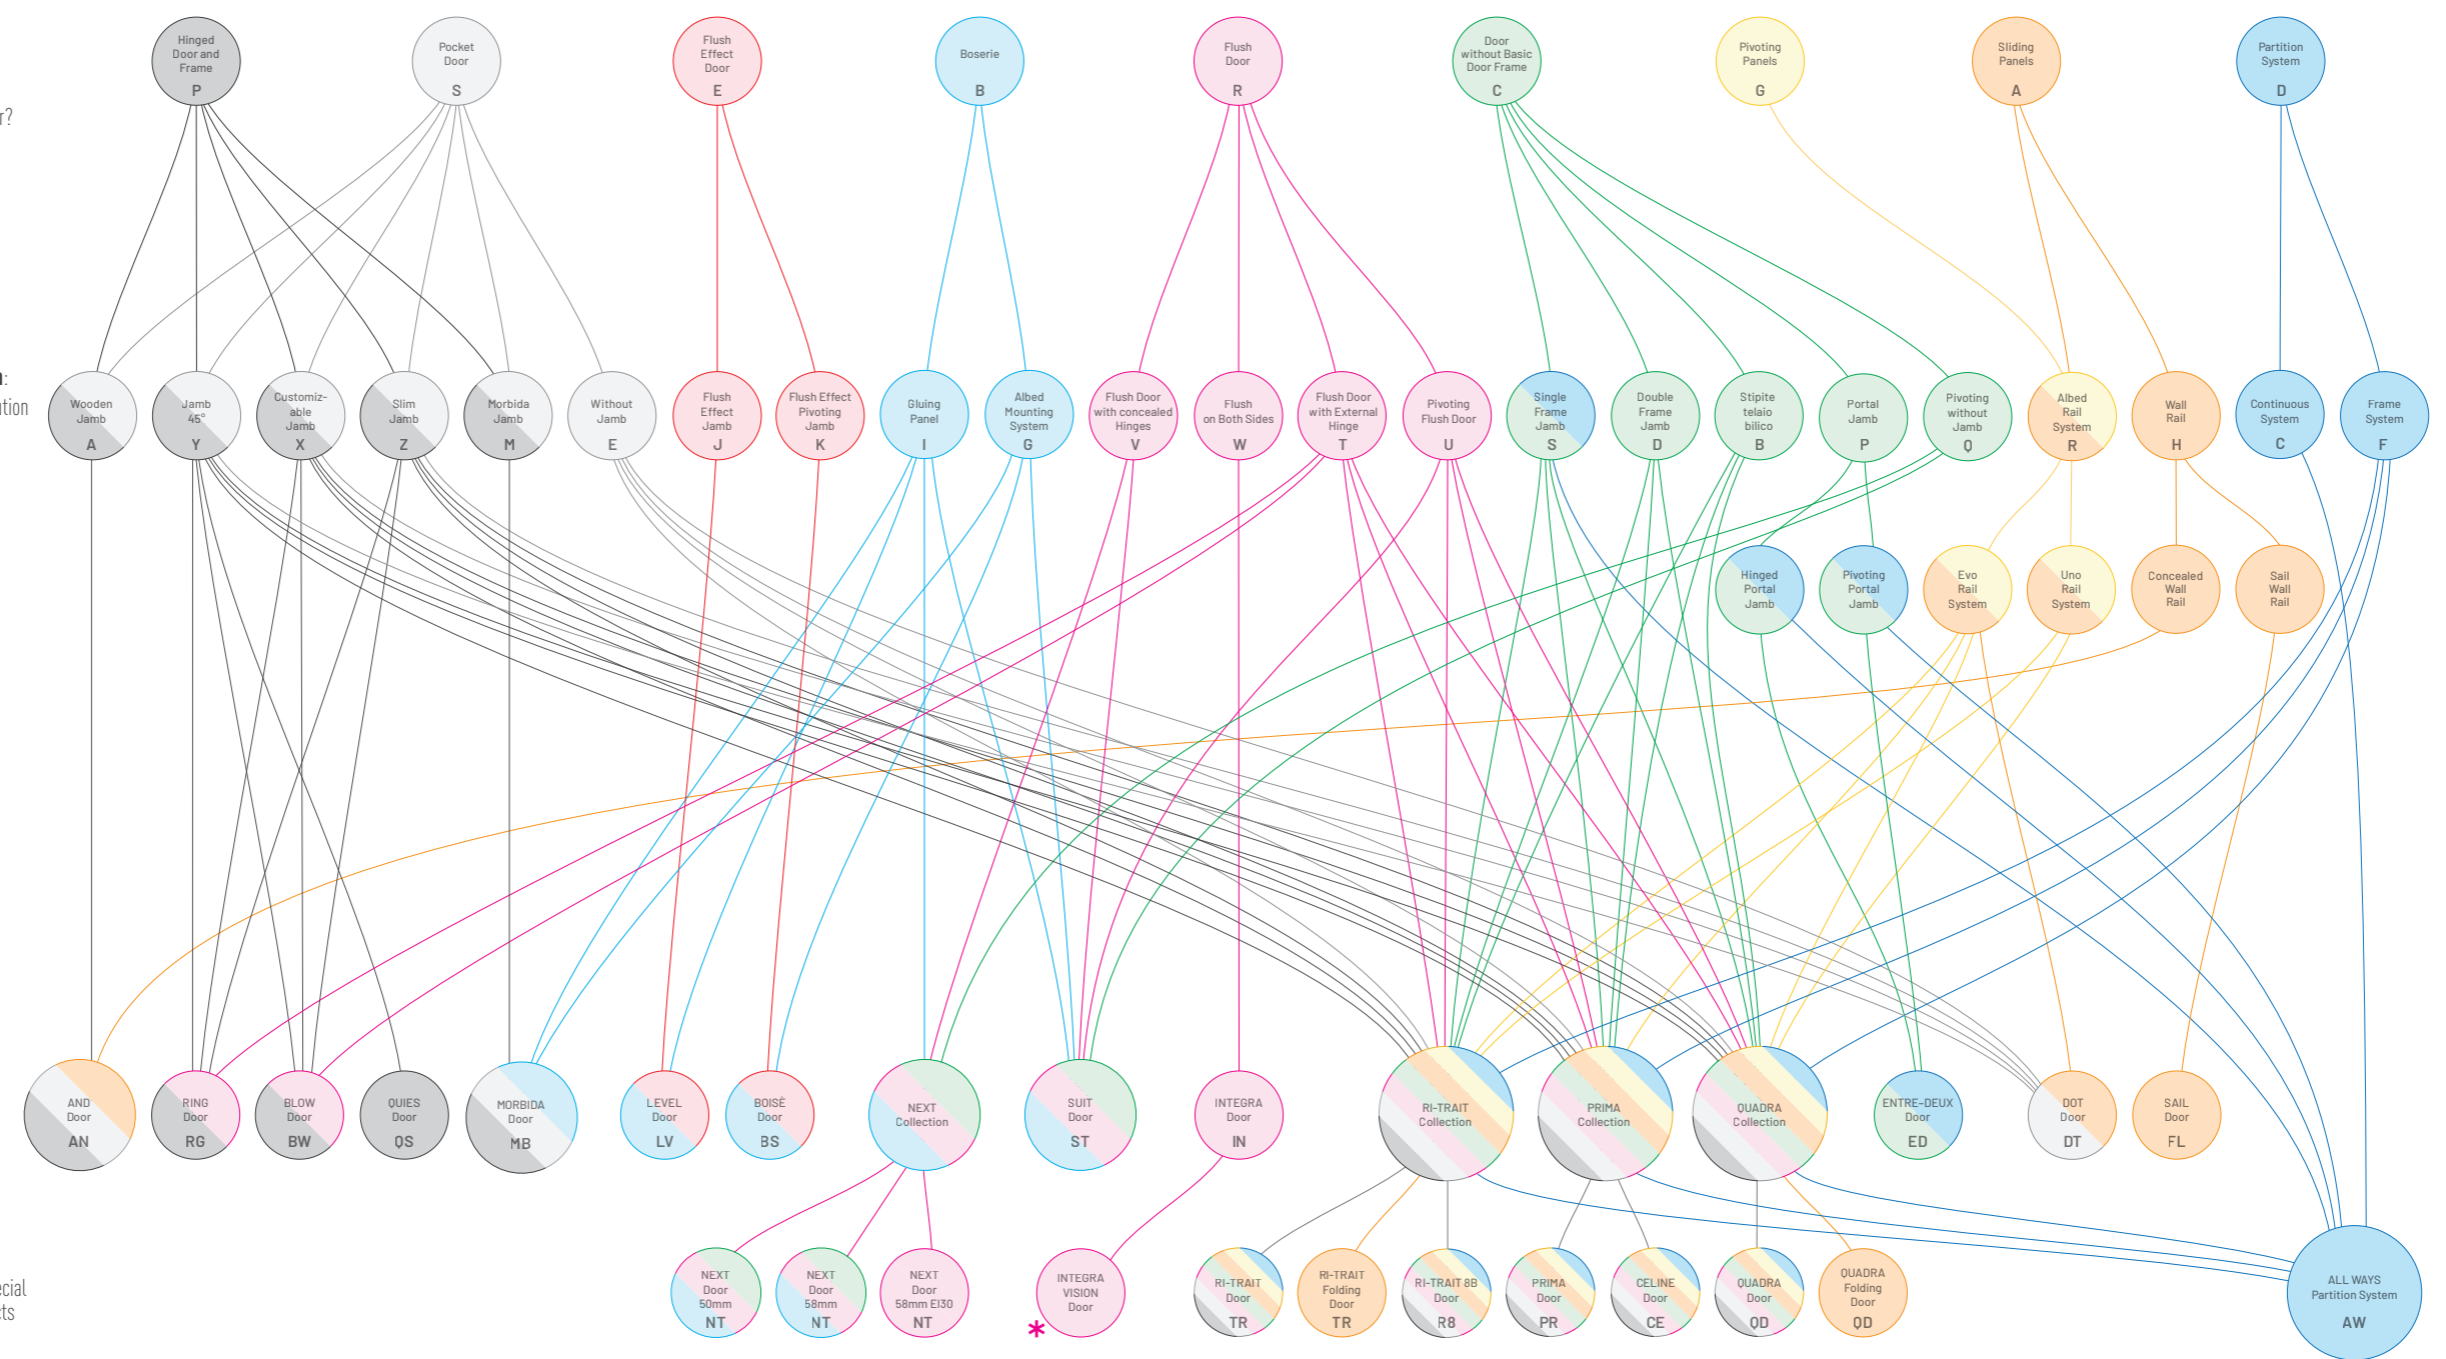 Hinged
Door and
Frame
P
Pocket
Door
S
Flush
Effect
Door
E
Boserie
B
Flush
Door
R
Door
without Basic
Door Frame
C
Pivoting
Panels
G
Sliding
Panels
A
Partition
System
D
r?
n:
ution
Wooden
Jamb
A
Jamb
45°
Y
Customiz-
able
Jamb
X
Slim
Jamb
Z
Morbida
Jamb
M
Without
Jamb
E
Flush
Effect
Jamb
J
Flush Effect
Pivoting
Jamb
K
Gluing
Panel
I
Albed
Mounting
System
G
Flush Door
with concealed
Hinges
V
Flush
on Both Sides
W
Flush Door
with External
Hinge
T
Pivoting
Flush Door
U
Single
Frame
Jamb
S
Double
Frame
Jamb
D
Stipite
telaio
bilico
B
Portal
Jamb
P
Pivoting
without
Jamb
Q
Albed
Rail
System
R
Wall
Rail
H
Continuous
System
C
Frame
System
F
Hinged
Portal
Jamb
Pivoting
Portal
Jamb
Evo
Rail
System
Uno
Rail
System
Concealed
Wall
Rail
Sail
Wall
Rail
AND
Door
AN
RING
Door
RG
BLOW
Door
BW
QUIES
Door
QS
MORBIDA
Door
MB
LEVEL
Door
LV
BOISÈ
Door
BS
NEXT
Collection
SUIT
Door
ST
INTEGRA
Door
IN
RI-TRAIT
Collection
PRIMA
Collection
QUADRA
Collection
ENTRE-DEUX
Door
ED
DOT
Door
DT
SAIL
Door
FL
ecial
cts
NEXT
Door
50mm
NT
NEXT
Door
58mm
NT
NEXT
Door
58mm EI30
NT
INTEGRA
VISION
Door
*
RI-TRAIT
Door
TR
RI-TRAIT
Folding
Door
TR
RI-TRAIT 8B
Door
R8
PRIMA
Door
PR
CELINE
Door
CE
QUADRA
Door
QD
QUADRA
Folding
Door
QD
ALL WAYS
Partition System
AW